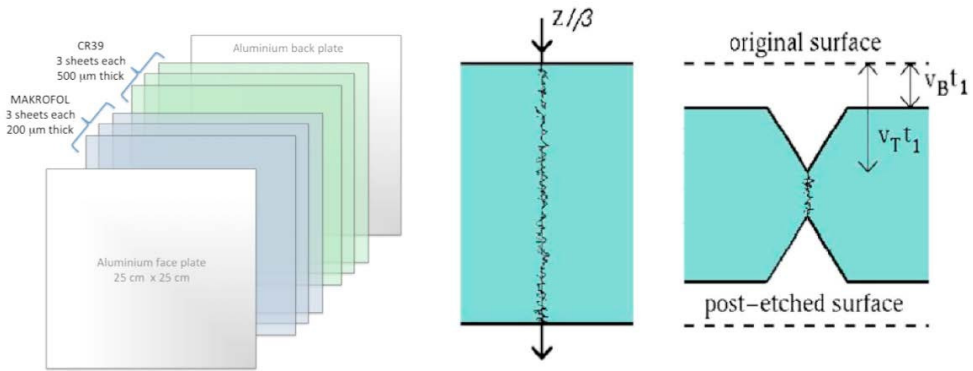 CR39
3 sheets each
500 μm thick
MAKROFOL
3 sheets each
200 μm thick
Aluminium back plate
Aluminium face plate
25 cm x 25 cm
Z/β
original surface
v_B t_1
v_T t_1
post-etched surface